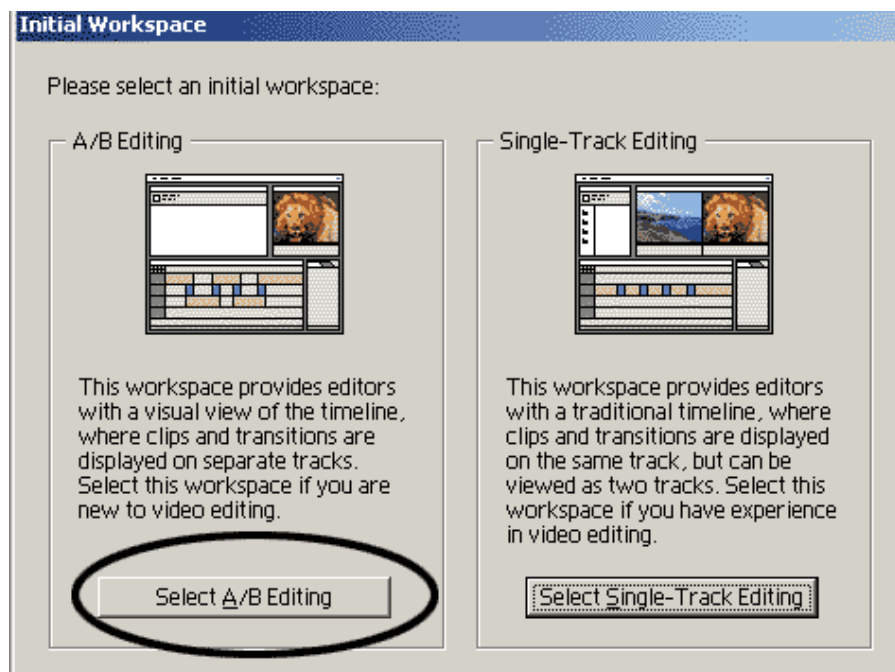 Initial Workspace
Please select an initial workspace:
A/B Editing
This workspace provides editors
with a visual view of the timeline,
where clips and transitions are
displayed on separate tracks.
Select this workspace if you are
new to video editing.
Select A/B Editing
Single-Track Editing
This workspace provides editors
with a traditional timeline, where
clips and transitions are displayed
on the same track, but can be
viewed as two tracks. Select this
workspace if you have experience
in video editing.
Select Single-Track Editing